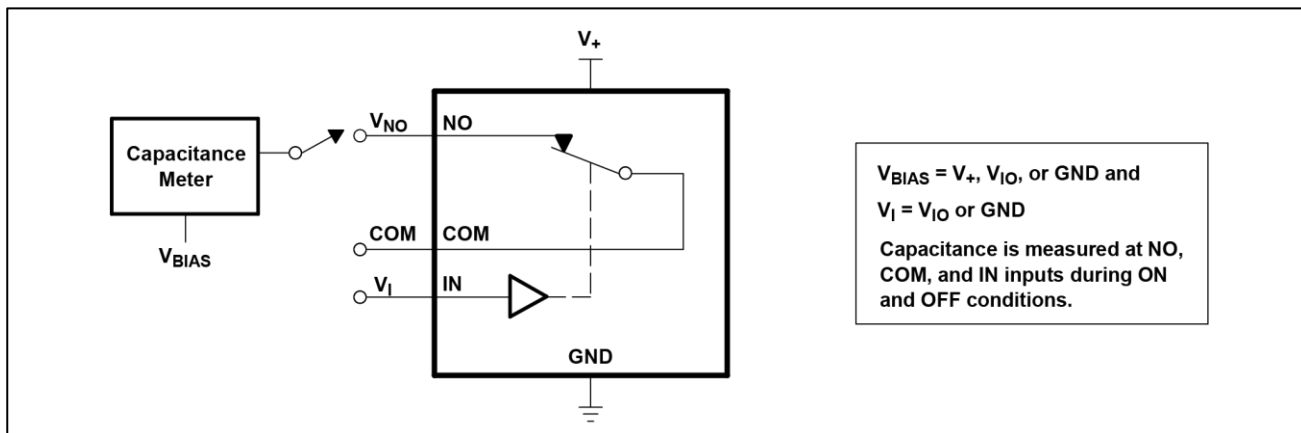 V+
VNO
NO
Capacitance
Meter
VBIAS
COM
COM
VI
IN
GND
VBIAS = V+, VIO, or GND and
VI = VIO or GND
Capacitance is measured at NO,
COM, and IN inputs during ON
and OFF conditions.